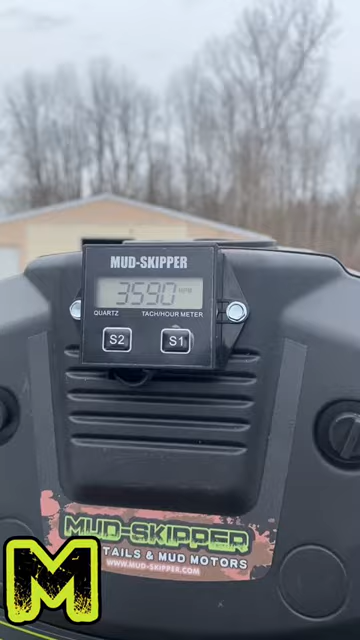 MUD-SKIPPER
3590 RPM
QUARTZ TACH/HOUR METER
S2 S1
MUD-SKIPPER
TAILS & MUD MOTORS
WWW.MUD-SKIPPER.COM
M